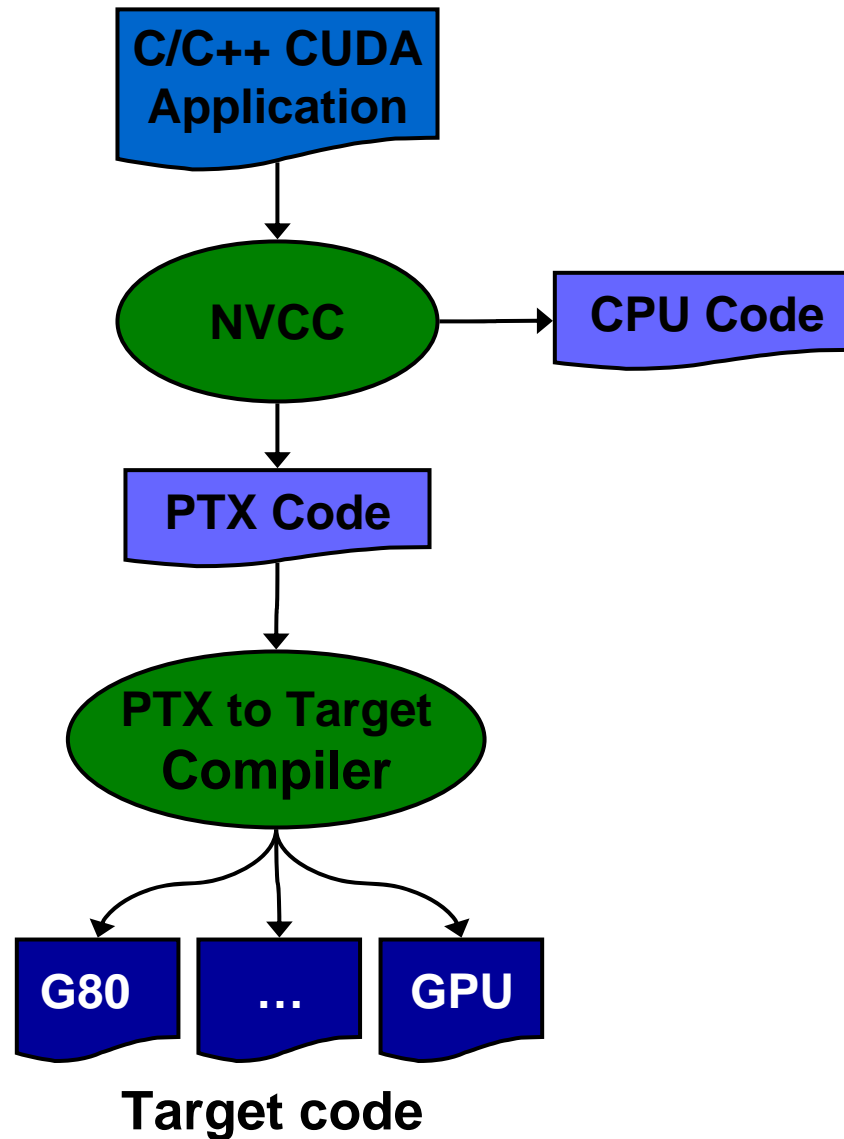 C/C++ CUDA
Application
NVCC
CPU Code
PTX Code
PTX to Target
Compiler
G80
...
GPU
Target code